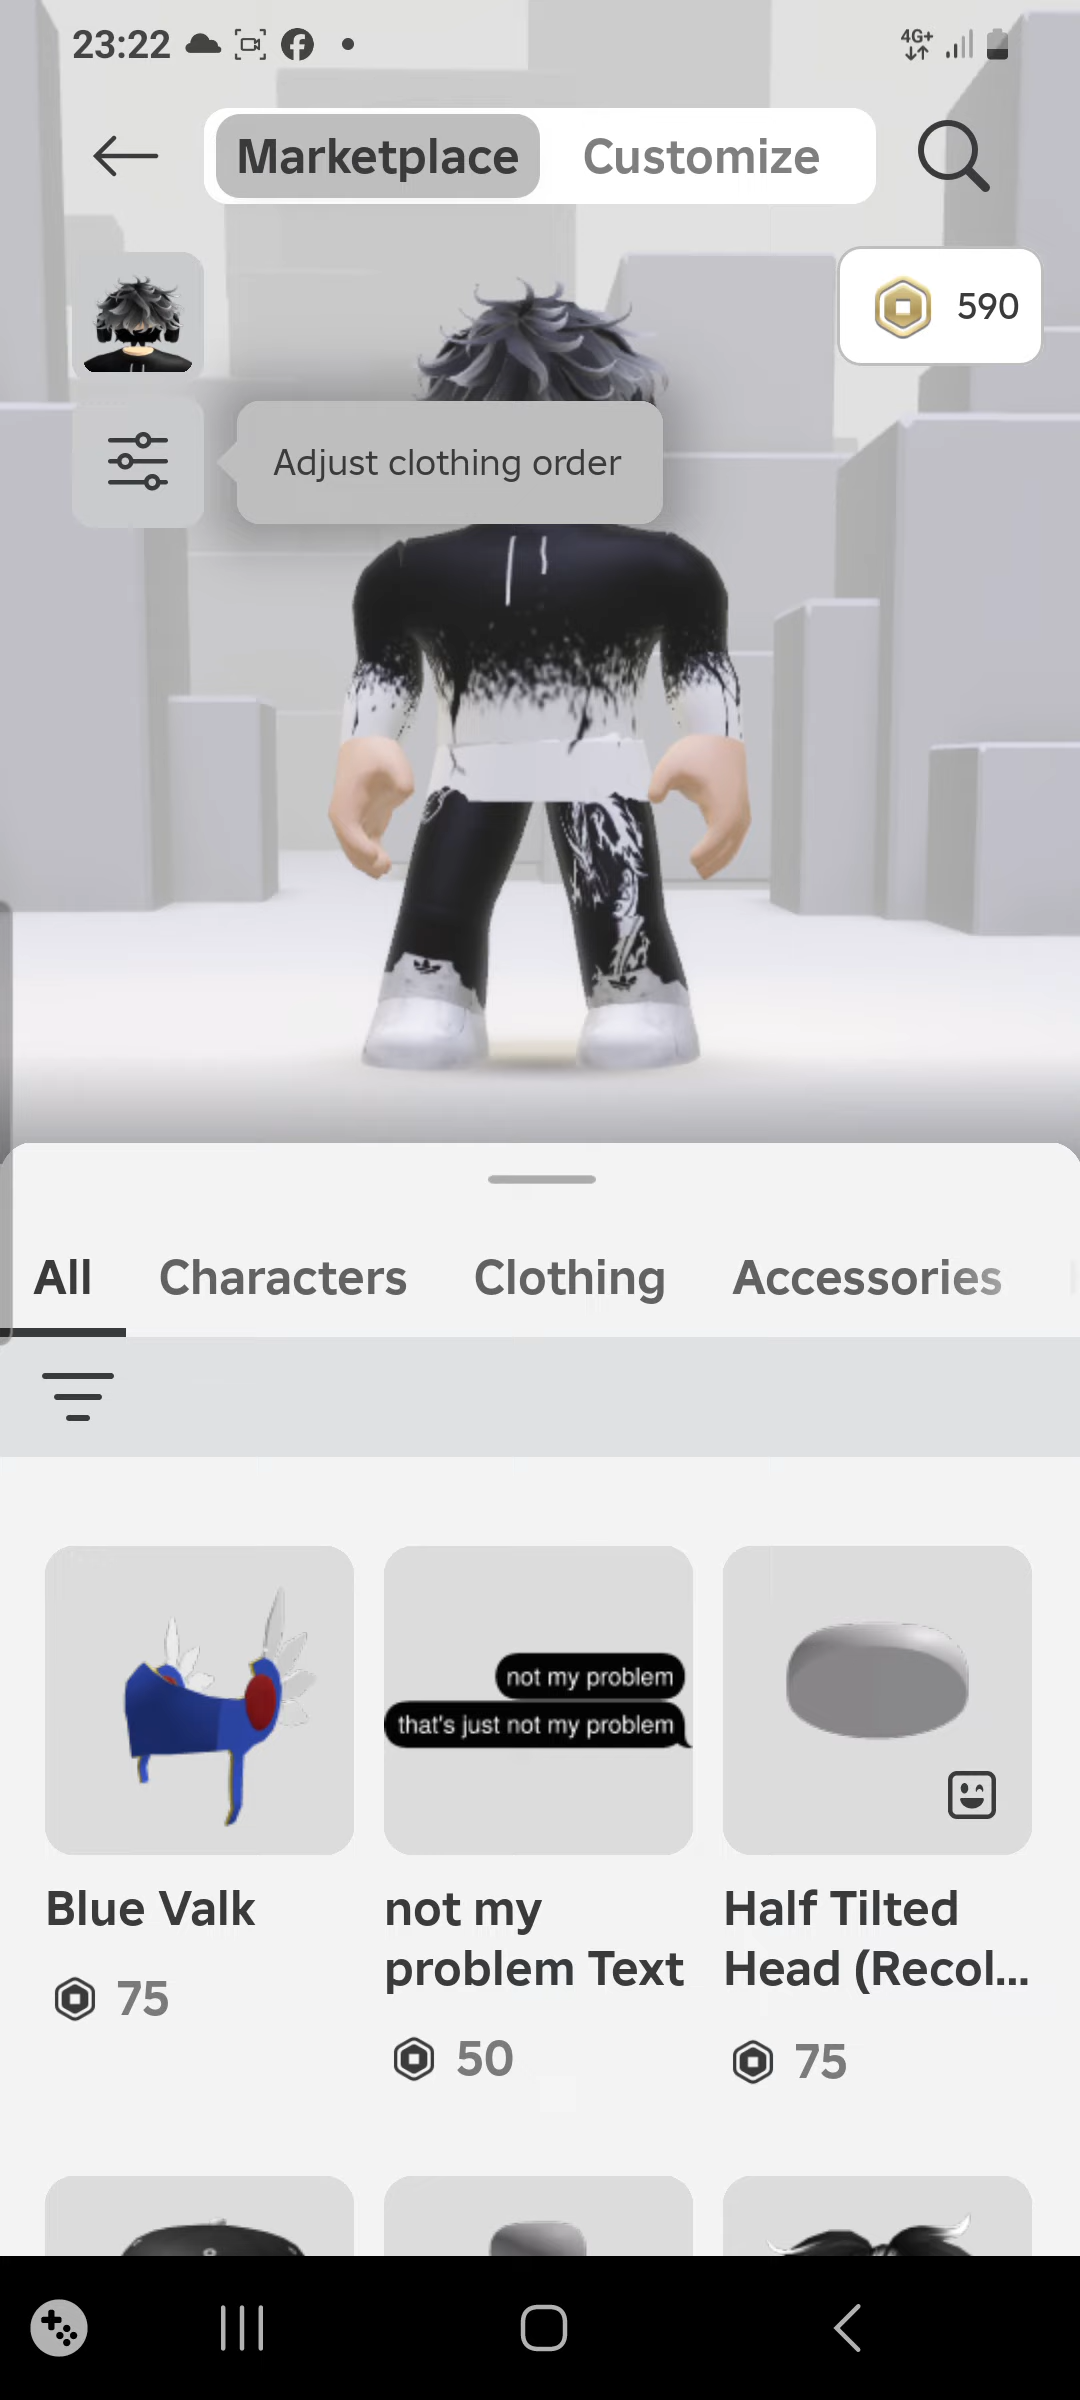 23:22
4G+
Marketplace
Customize
590
Adjust clothing order
All
Characters
Clothing
Accessories
not my problem
that's just not my problem
Blue Valk
75
not my
problem Text
50
Half Tilted
Head (Recol...
75